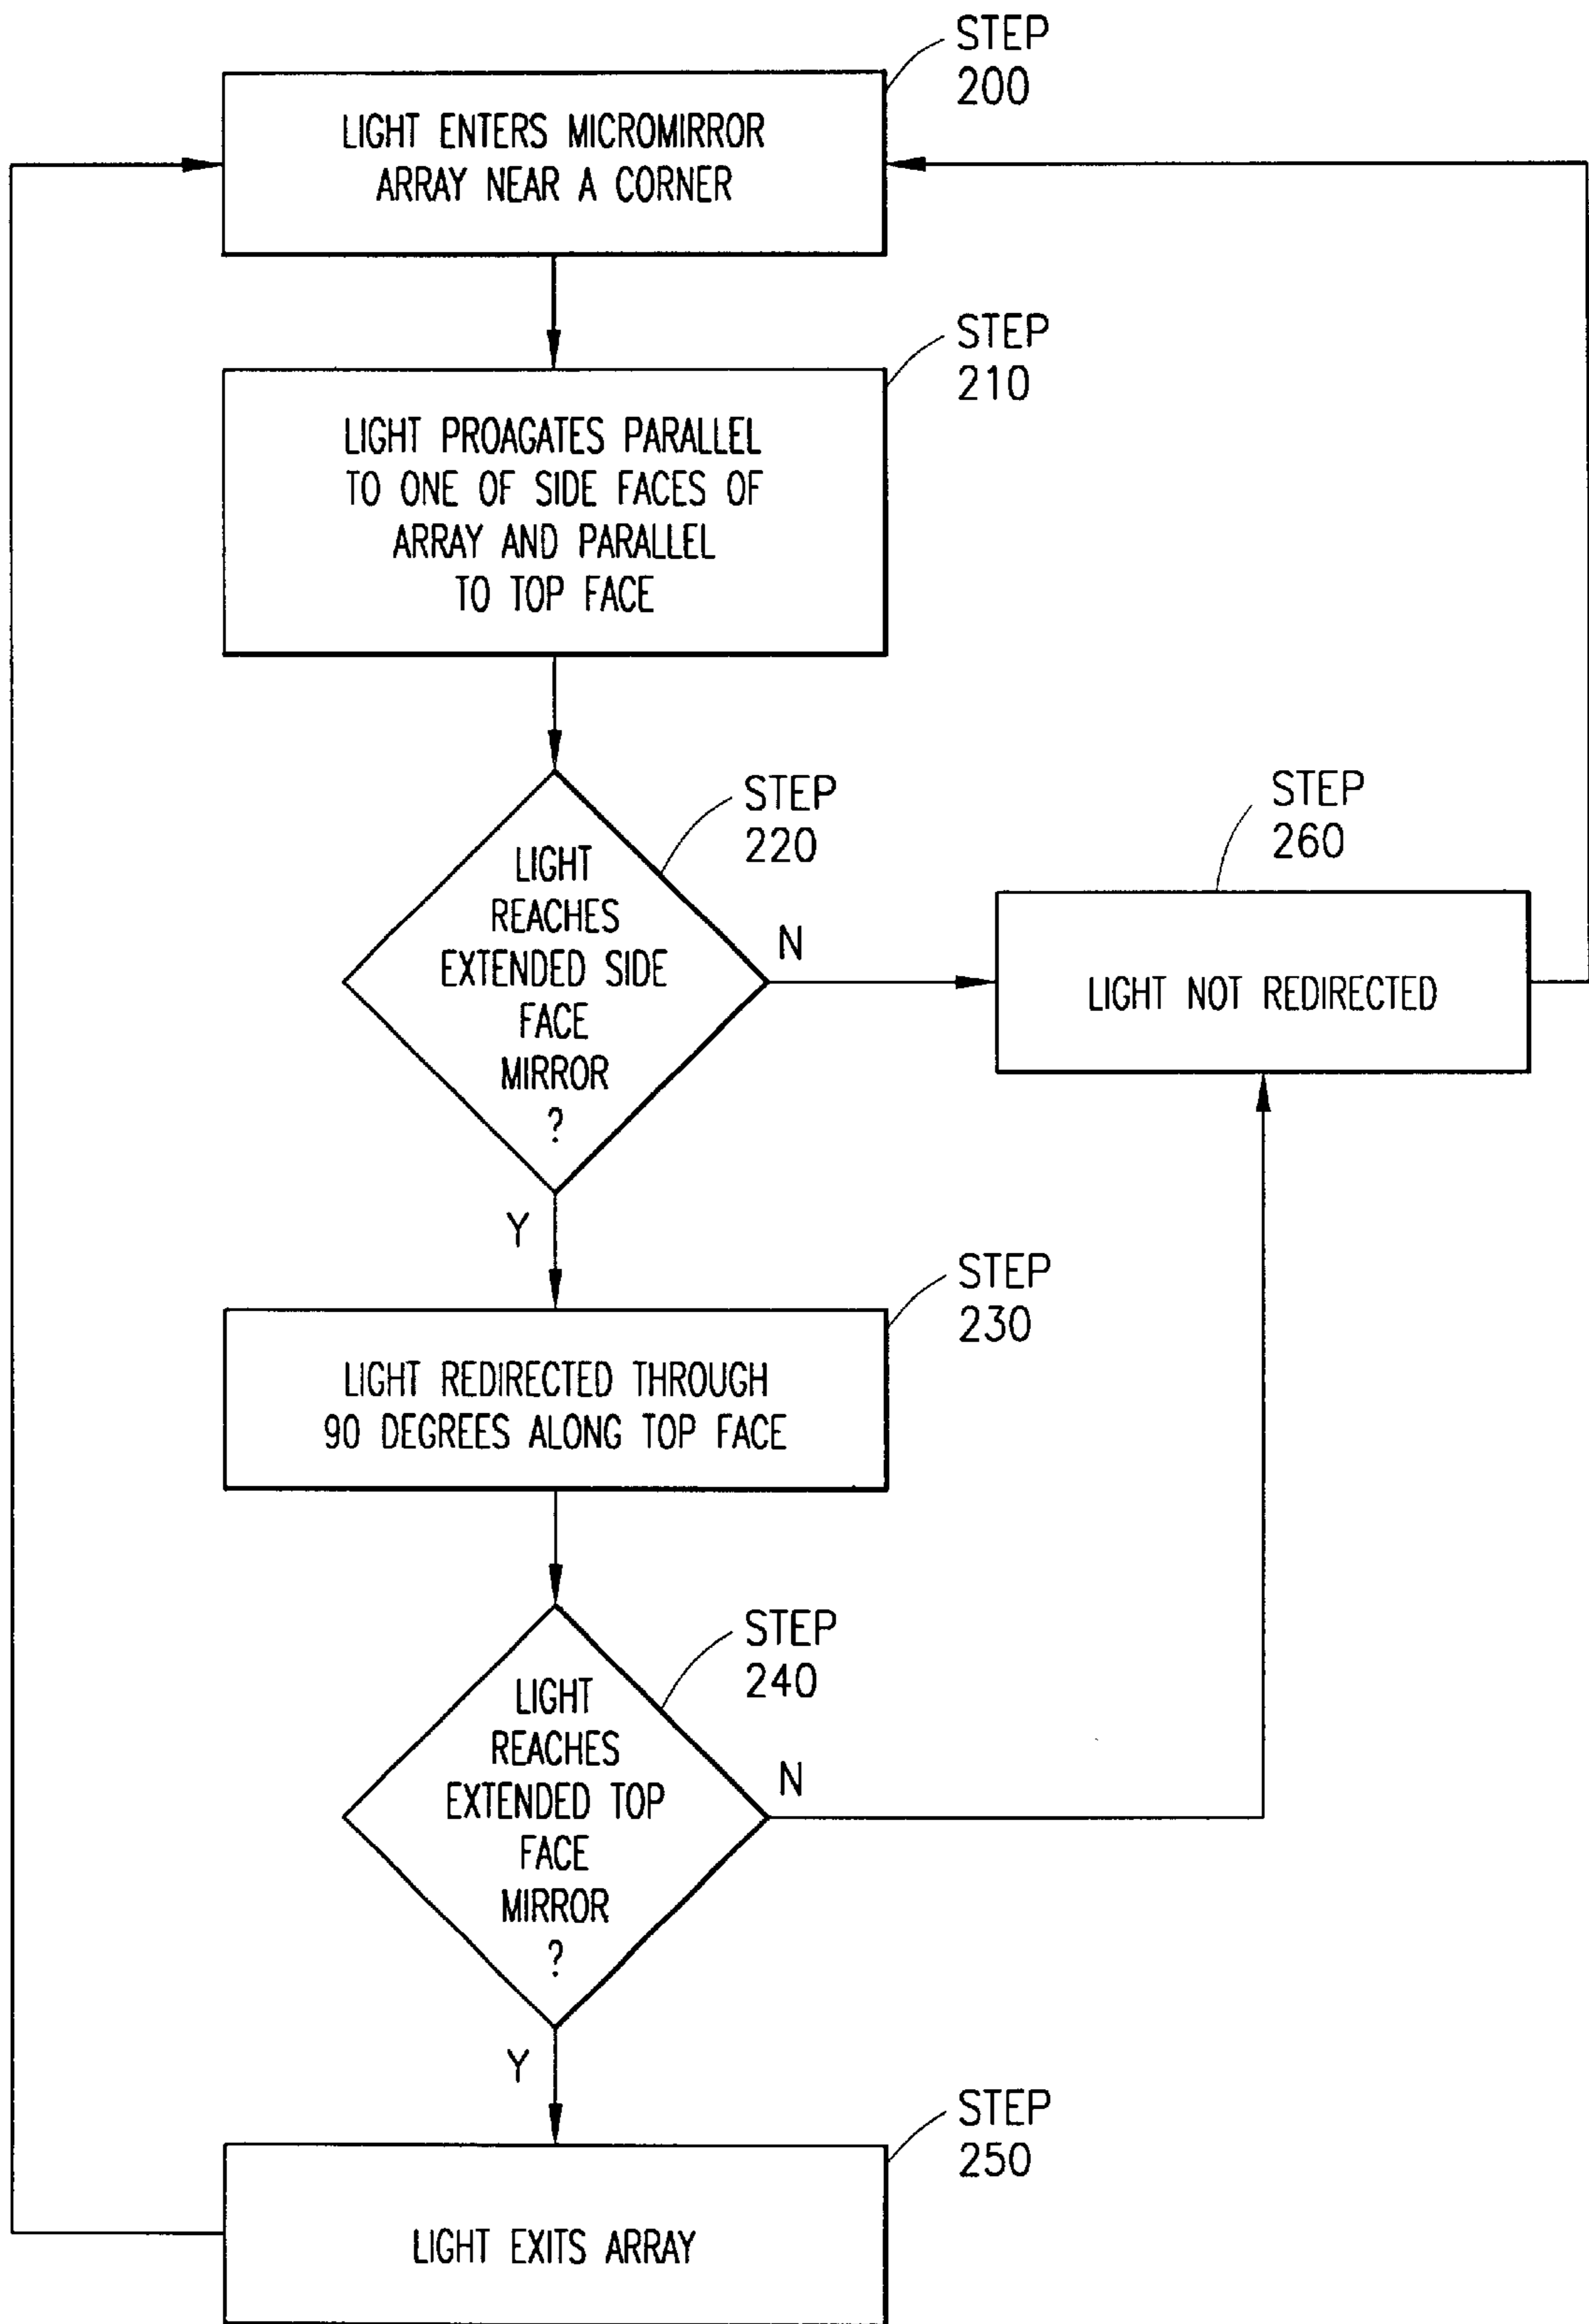 STEP
200
LIGHT ENTERS MICROMIRROR
ARRAY NEAR A CORNER
STEP
210
LIGHT PROAGATES PARALLEL
TO ONE OF SIDE FACES OF
ARRAY AND PARALLEL
TO TOP FACE
STEP
220
LIGHT
REACHES
EXTENDED SIDE
FACE
MIRROR
?
N
Y
STEP
260
LIGHT NOT REDIRECTED
STEP
230
LIGHT REDIRECTED THROUGH
90 DEGREES ALONG TOP FACE
STEP
240
LIGHT
REACHES
EXTENDED TOP
FACE
MIRROR
?
N
Y
STEP
250
LIGHT EXITS ARRAY